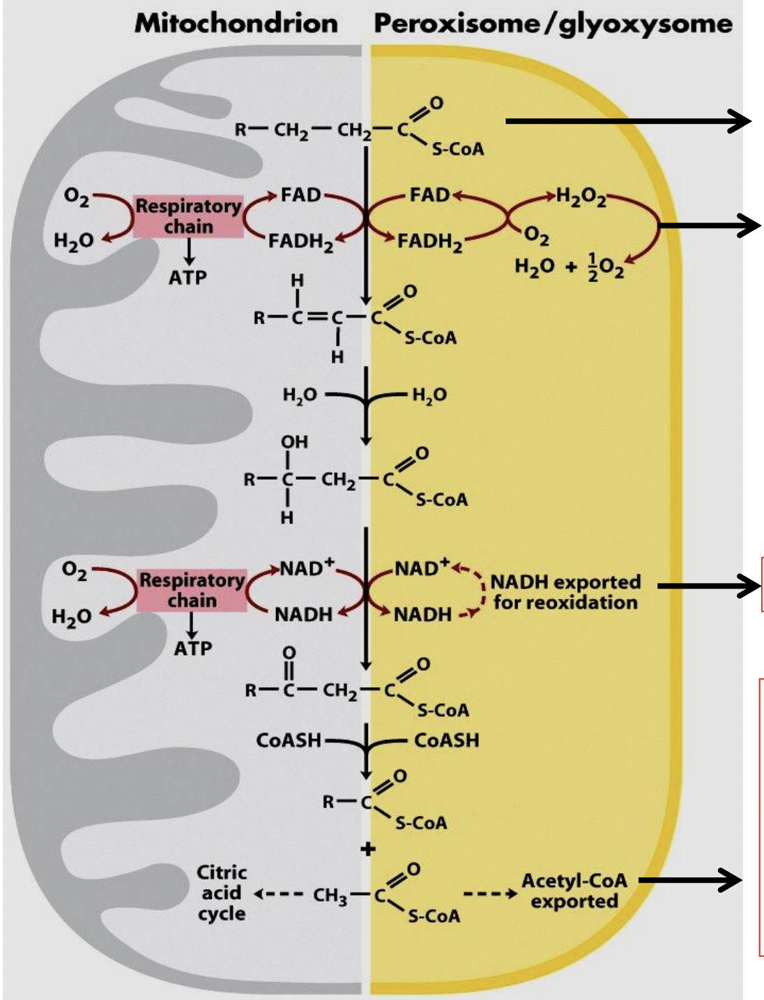 Mitochondrion
Peroxisome/glyoxysome
R—CH₂—CH₂—C
O
S-CoA
O₂
H₂O
Respiratory
chain
ATP
FAD
FADH₂
FAD
FADH₂
H₂O₂
O₂
H₂O + ½O₂
H
R—C=C—C
H
O
S-CoA
H₂O
H₂O
OH
R—C—CH₂—C
H
O
S-CoA
O₂
H₂O
Respiratory
chain
ATP
NAD⁺
NADH
NAD⁺
NADH
NADH exported
for reoxidation
O
R—C—CH₂—C
O
S-CoA
CoASH
CoASH
R—C
O
S-CoA
+
Citric
acid
cycle
CH₃—C
O
S-CoA
Acetyl-CoA
exported